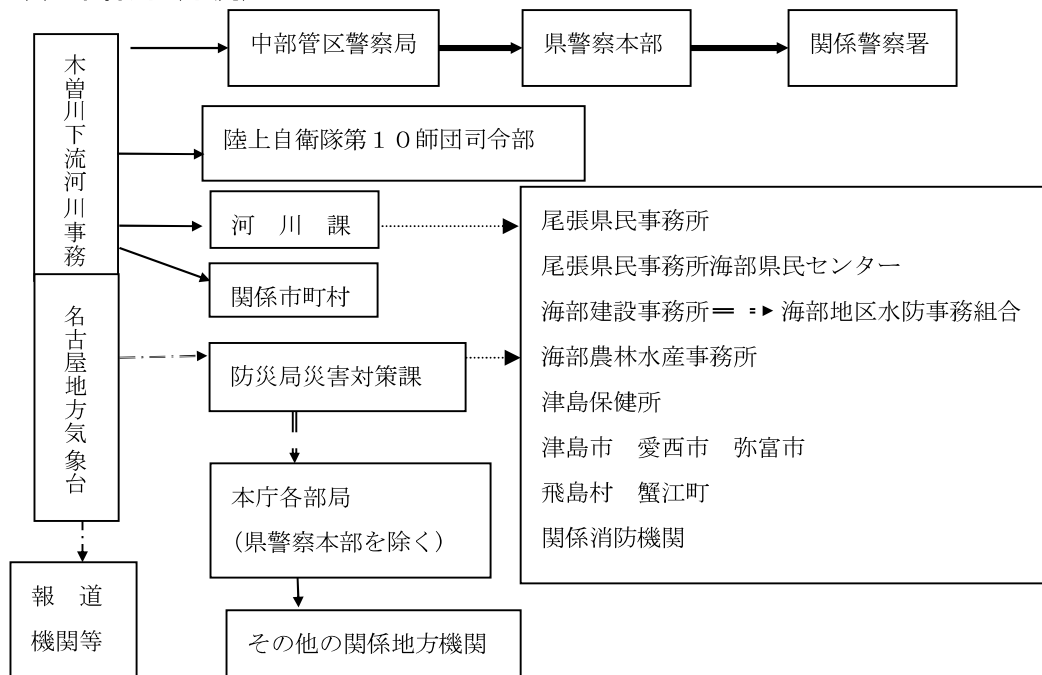 木曽川下流河川事務
中部管区警察局
県警察本部
関係警察署
陸上自衛隊第１０師団司令部
河　川　課
関係市町村
名古屋地方気象台
防災局災害対策課
本庁各部局
（県警察本部を除く）
その他の関係地方機関
報　道
機関等
尾張県民事務所
尾張県民事務所海部県民センター
海部建設事務所 海部地区水防事務組合
海部農林水産事務所
津島保健所
津島市　愛西市　弥富市
飛島村　蟹江町
関係消防機関